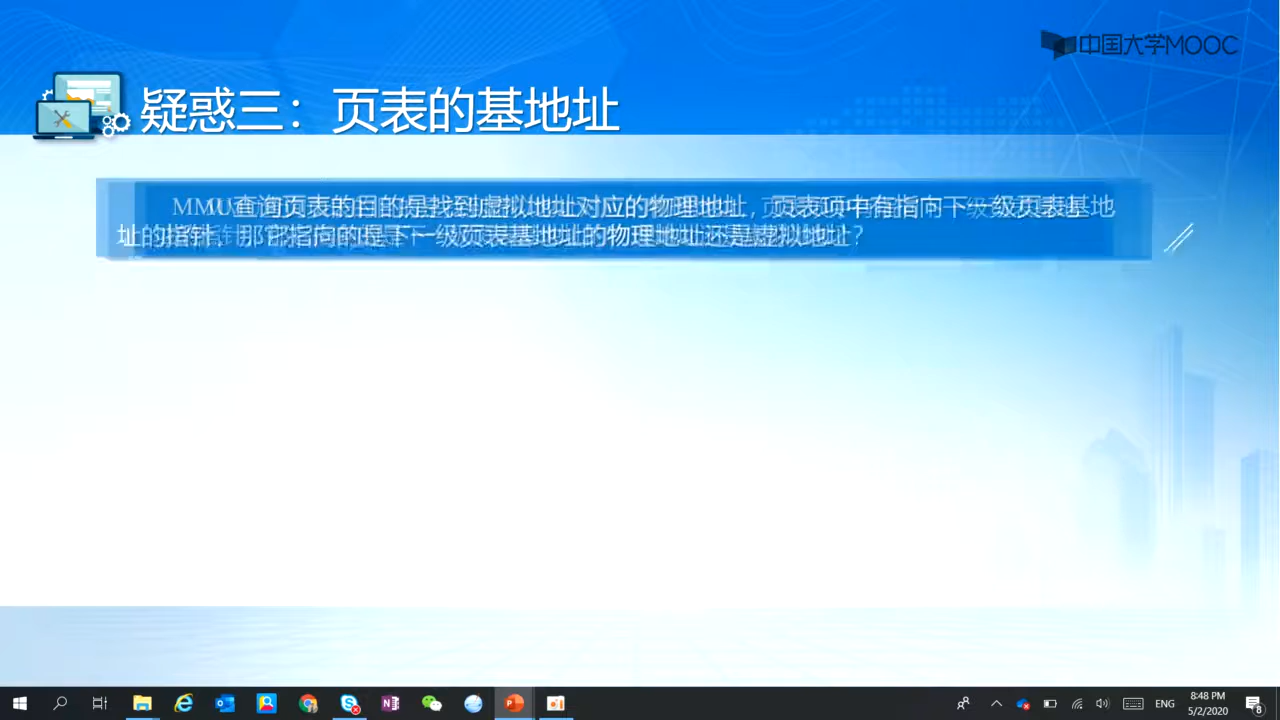 中国大学MOOC
疑惑三：页表的基地址
MMU查询页表的目的是找到虚拟地址对应的物理地址，页表项中有指向下一级页表基地
址的指针，那它指向的是下一级页表基地址的物理地址还是虚拟地址？
ENG
8:48 PM
5/2/2020
8